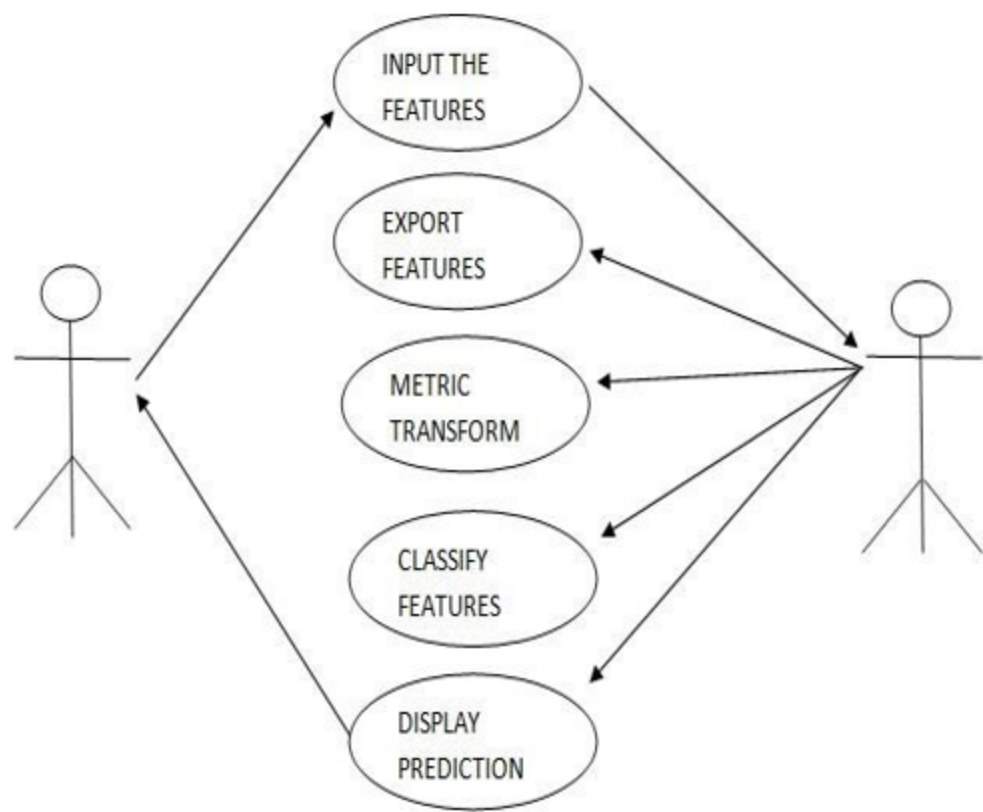 INPUT THE
FEATURES
EXPORT
FEATURES
METRIC
TRANSFORM
CLASSIFY
FEATURES
DISPLAY
PREDICTION